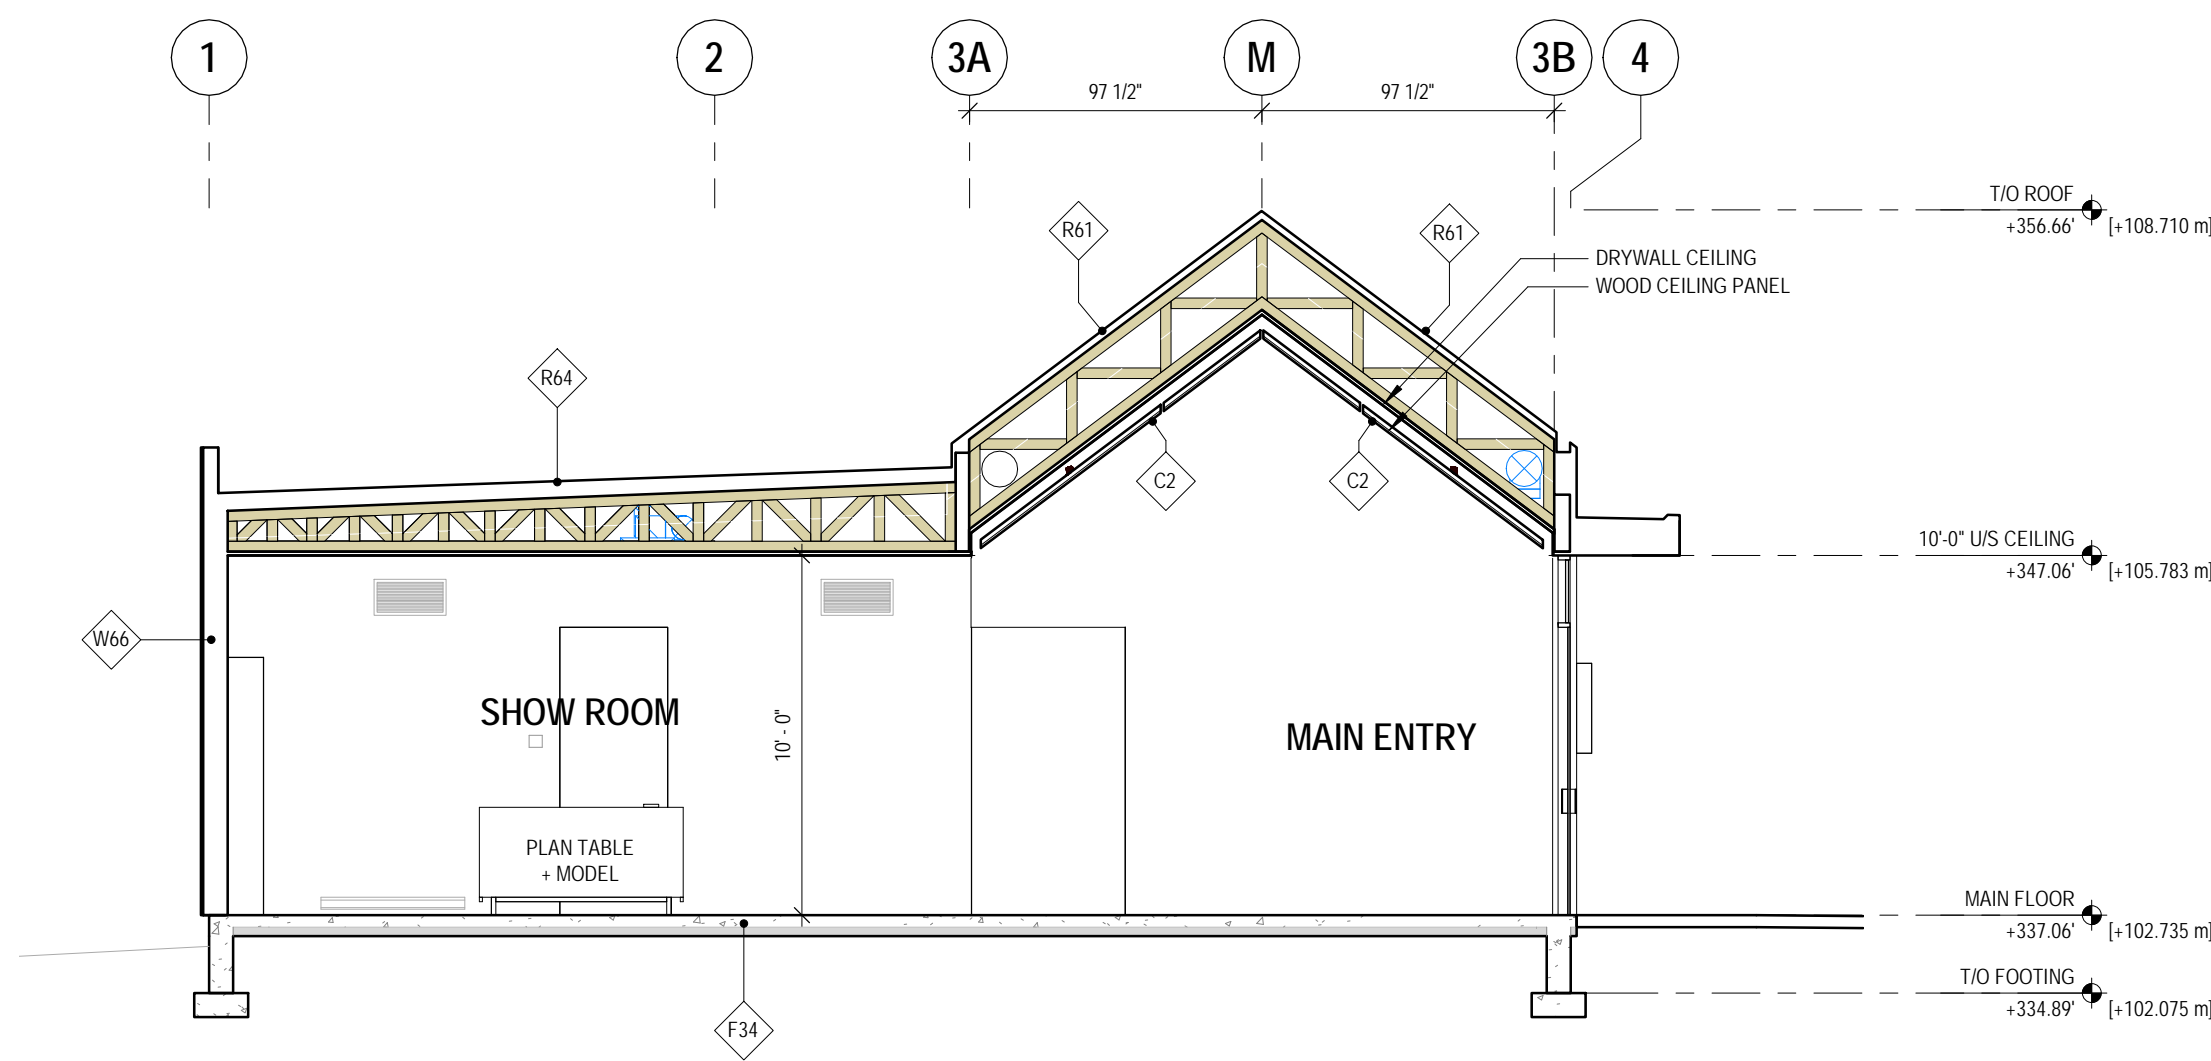 1
2
3A
M
3B
4
97 1/2"
97 1/2"
T/O ROOF
+356.66'
[+108.710 m]
R61
R61
DRYWALL CEILING
WOOD CEILING PANEL
R64
C2
C2
10'-0" U/S CEILING
+347.06'
[+105.783 m]
W66
SHOW ROOM
10' - 0"
MAIN ENTRY
PLAN TABLE
+ MODEL
MAIN FLOOR
+337.06'
[+102.735 m]
T/O FOOTING
+334.89'
[+102.075 m]
F34